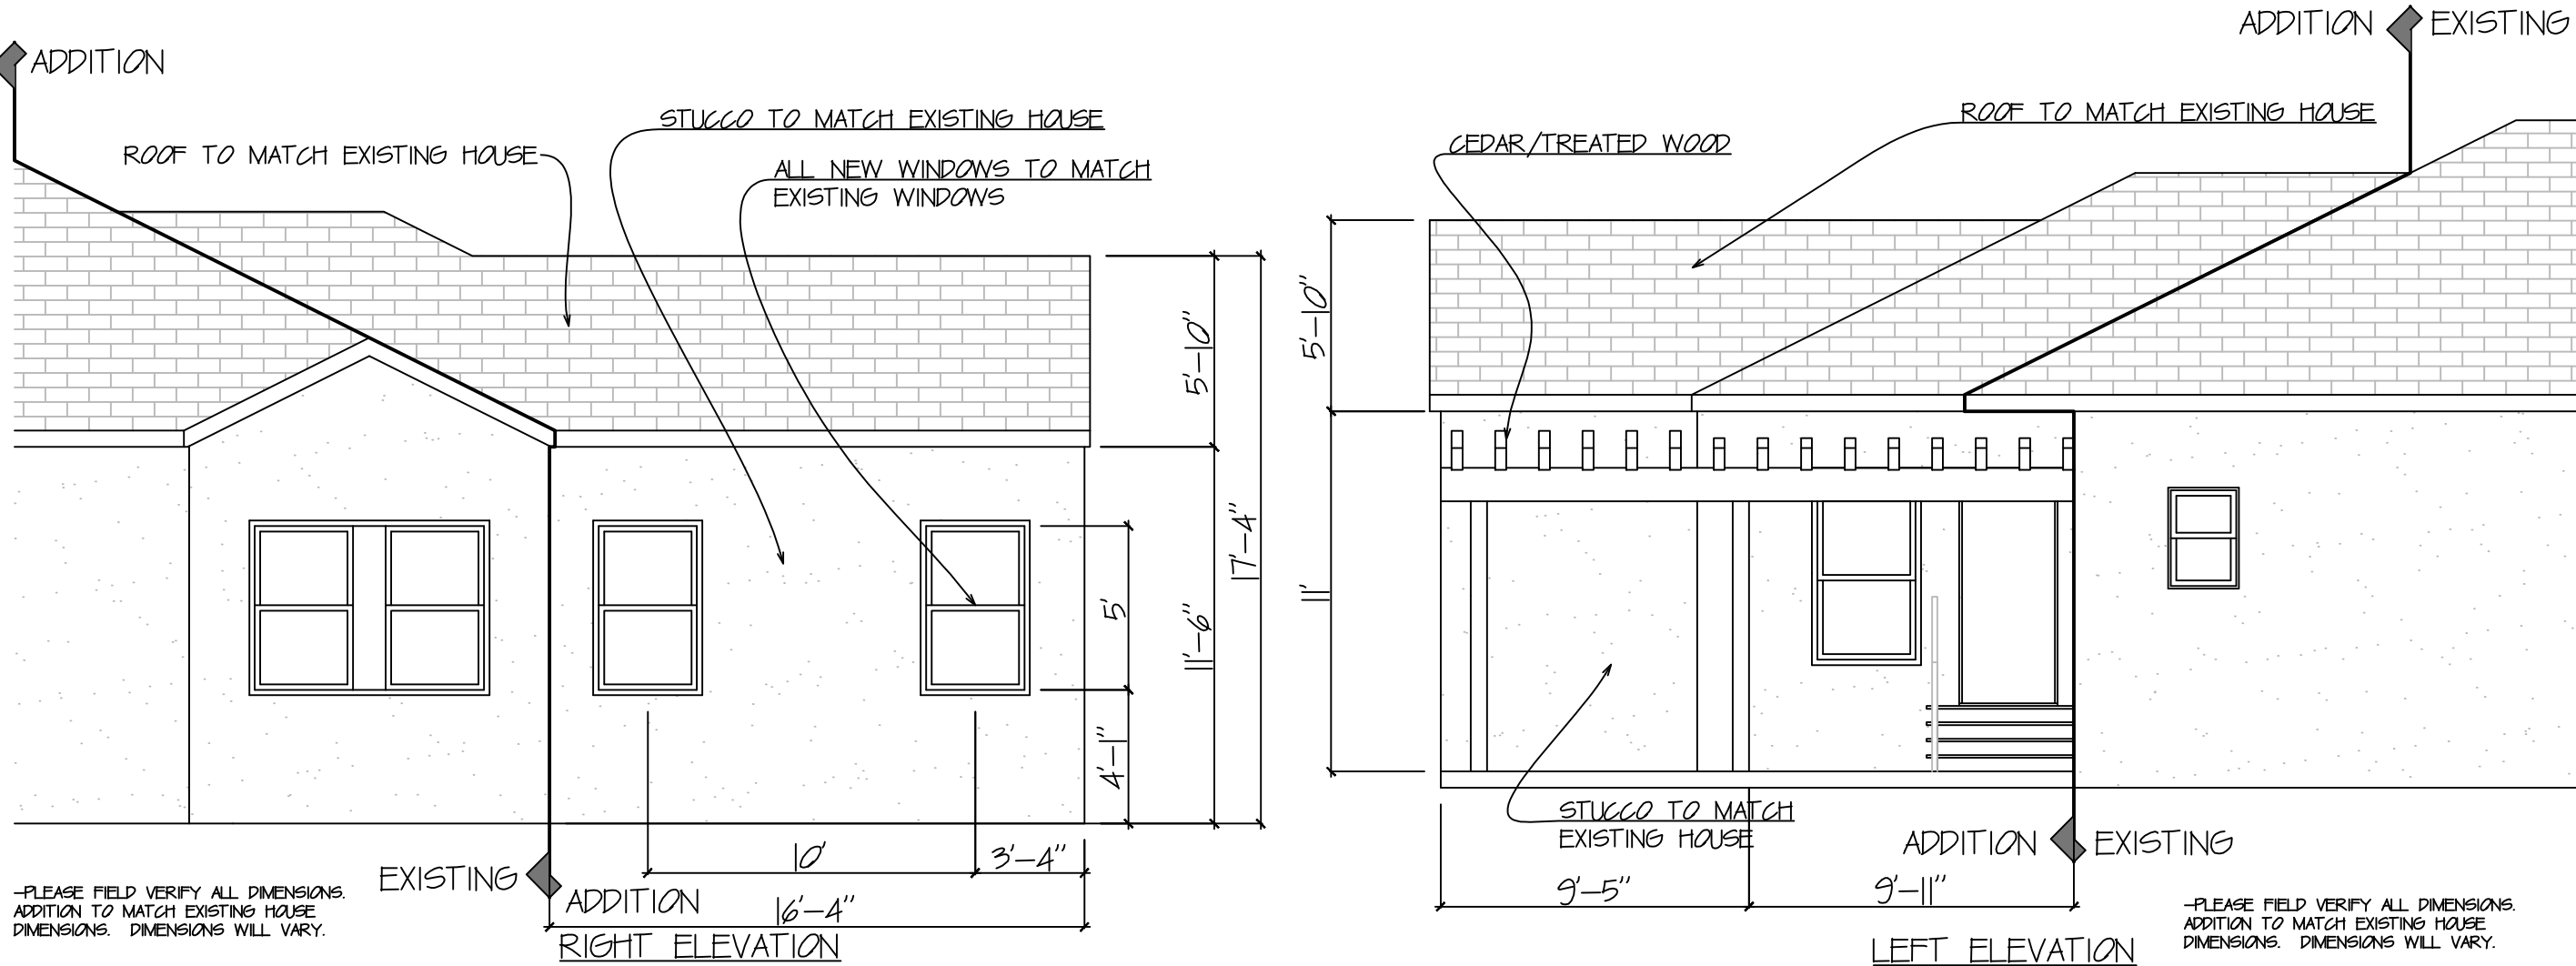 ADDITION
STUCCO TO MATCH EXISTING HOUSE
ROOF TO MATCH EXISTING HOUSE
ALL NEW WINDOWS TO MATCH
EXISTING WINDOWS
5'-10"
17'-4"
5'
11'-6"
4'-1"
10'
3'-4"
EXISTING
ADDITION
16'-4"
-PLEASE FIELD VERIFY ALL DIMENSIONS.
ADDITION TO MATCH EXISTING HOUSE
DIMENSIONS. DIMENSIONS WILL VARY.
RIGHT ELEVATION
ADDITION
EXISTING
ROOF TO MATCH EXISTING HOUSE
CEDAR/TREATED WOOD
5'-10"
11'
STUCCO TO MATCH
EXISTING HOUSE
ADDITION
EXISTING
9'-5"
9'-11"
-PLEASE FIELD VERIFY ALL DIMENSIONS.
ADDITION TO MATCH EXISTING HOUSE
DIMENSIONS. DIMENSIONS WILL VARY.
LEFT ELEVATION